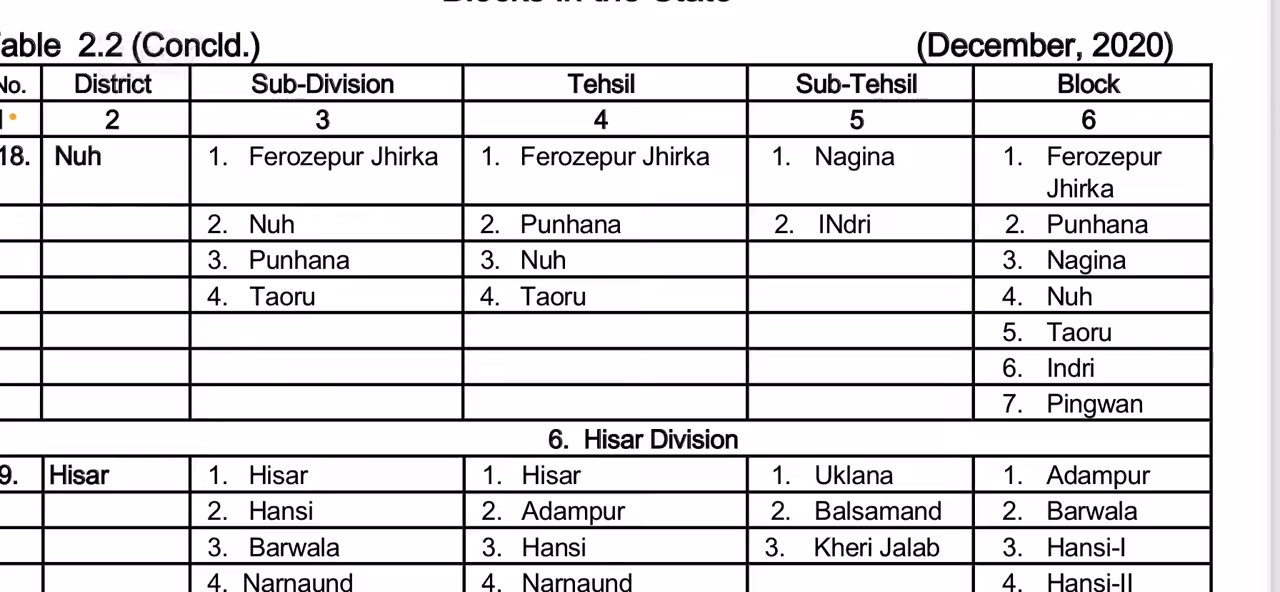 Blocks in the State
Table 2.2 (Concld.) (December, 2020)
No. District Sub-Division Tehsil Sub-Tehsil Block
1 2 3 4 5 6
18. Nuh 1. Ferozepur Jhirka 1. Ferozepur Jhirka 1. Nagina 1. Ferozepur
Jhirka
2. Nuh 2. Punhana 2. INdri 2. Punhana
3. Punhana 3. Nuh 3. Nagina
4. Taoru 4. Taoru 4. Nuh
5. Taoru
6. Indri
7. Pingwan
6. Hisar Division
9. Hisar 1. Hisar 1. Hisar 1. Uklana 1. Adampur
2. Hansi 2. Adampur 2. Balsamand 2. Barwala
3. Barwala 3. Hansi 3. Kheri Jalab 3. Hansi-I
4. Narnaund 4. Narnaund 4. Hansi-II